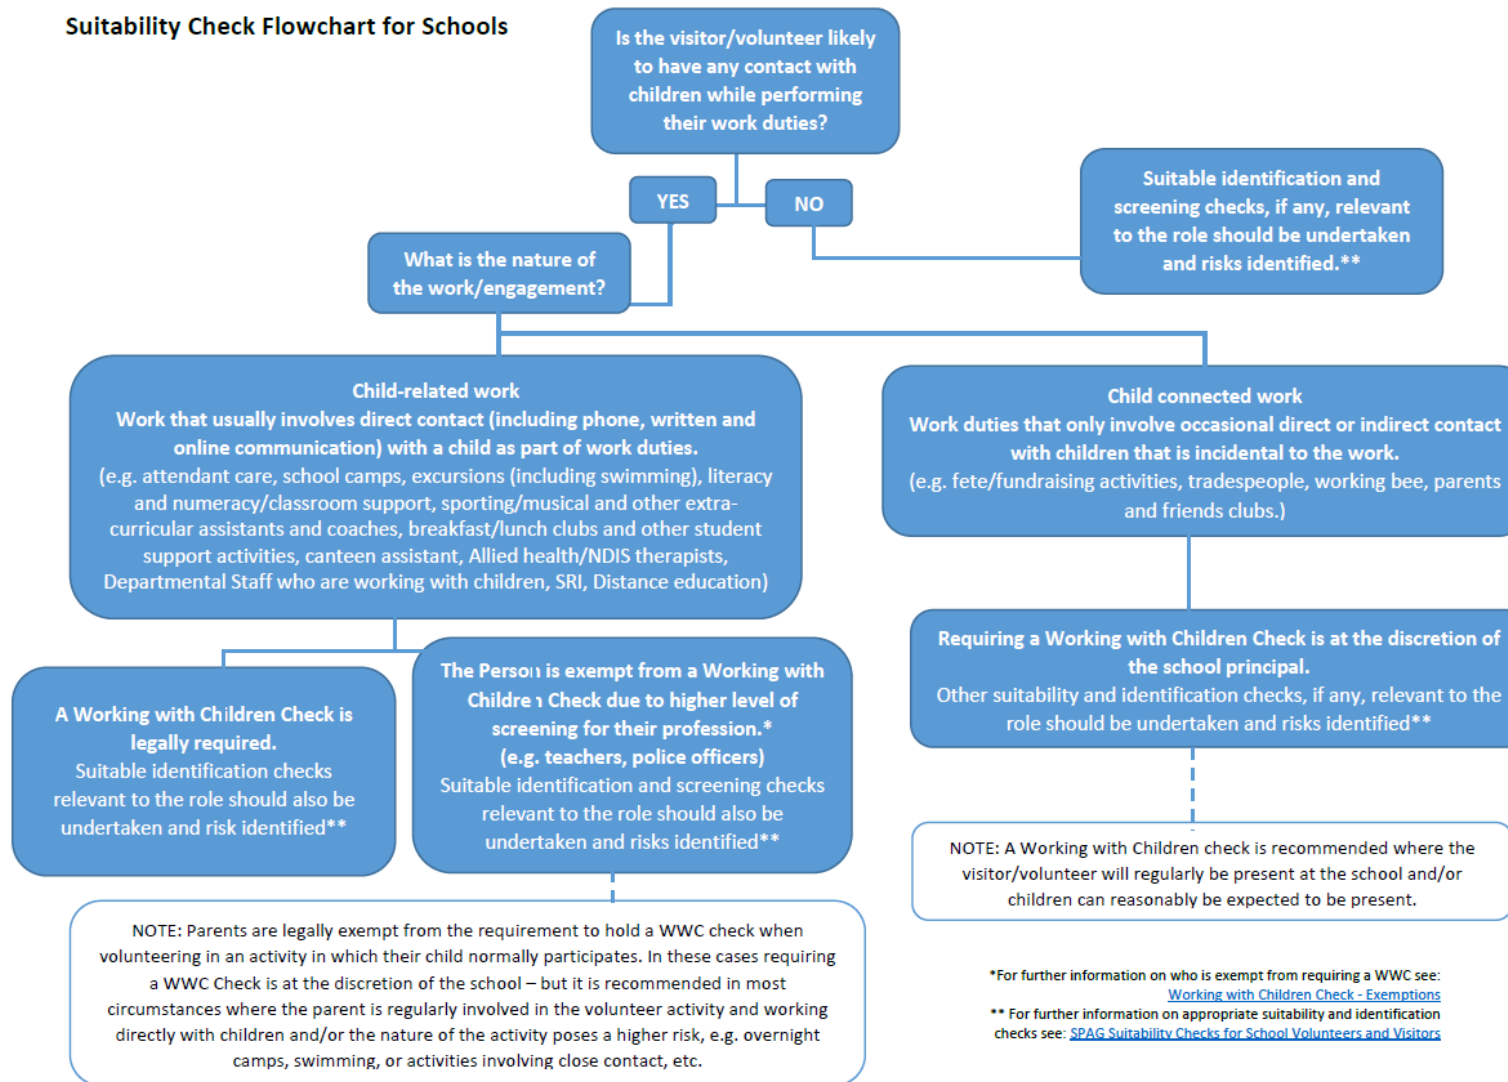 Suitability Check Flowchart for Schools
Is the visitor/volunteer likely
to have any contact with
children while performing
their work duties?
YES
NO
Suitable identification and
screening checks, if any, relevant
to the role should be undertaken
and risks identified.**
What is the nature of
the work/engagement?
Child-related work
Work that usually involves direct contact (including phone, written and
online communication) with a child as part of work duties.
(e.g. attendant care, school camps, excursions (including swimming), literacy
and numeracy/classroom support, sporting/musical and other extra-
curricular assistants and coaches, breakfast/lunch clubs and other student
support activities, canteen assistant, Allied health/NDIS therapists,
Departmental Staff who are working with children, SRI, Distance education)
Child connected work
Work duties that only involve occasional direct or indirect contact
with children that is incidental to the work.
(e.g. fete/fundraising activities, tradespeople, working bee, parents
and friends clubs.)
A Working with Children Check is
legally required.
Suitable identification checks
relevant to the role should also be
undertaken and risk identified**
The Person is exempt from a Working with
Children Check due to higher level of
screening for their profession.*
(e.g. teachers, police officers)
Suitable identification and screening checks
relevant to the role should also be
undertaken and risks identified**
Requiring a Working with Children Check is at the discretion of
the school principal.
Other suitability and identification checks, if any, relevant to the
role should be undertaken and risks identified**
NOTE: A Working with Children check is recommended where the
visitor/volunteer will regularly be present at the school and/or
children can reasonably be expected to be present.
NOTE: Parents are legally exempt from the requirement to hold a WWC check when
volunteering in an activity in which their child normally participates. In these cases requiring
a WWC Check is at the discretion of the school – but it is recommended in most
circumstances where the parent is regularly involved in the volunteer activity and working
directly with children and/or the nature of the activity poses a higher risk, e.g. overnight
camps, swimming, or activities involving close contact, etc.
*For further information on who is exempt from requiring a WWC see:
Working with Children Check - Exemptions
** For further information on appropriate suitability and identification
checks see: SPAG Suitability Checks for School Volunteers and Visitors